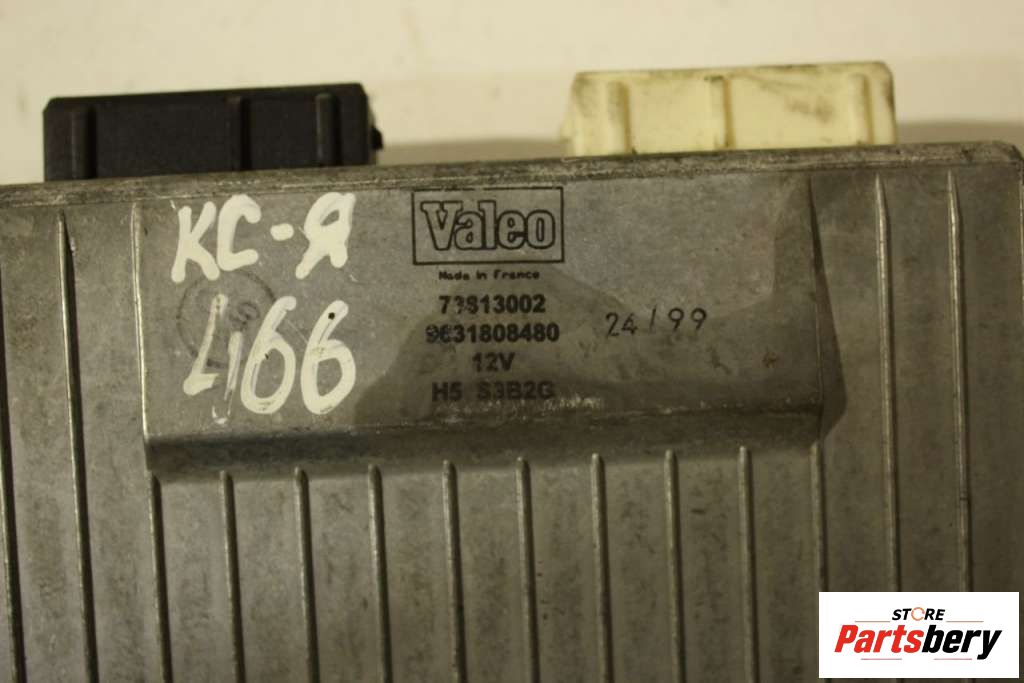 КС-Я
466
Valeo
Made in France
73813002
9631808480
24/99
12V
H5 S3B2G
STORE
Partsbery